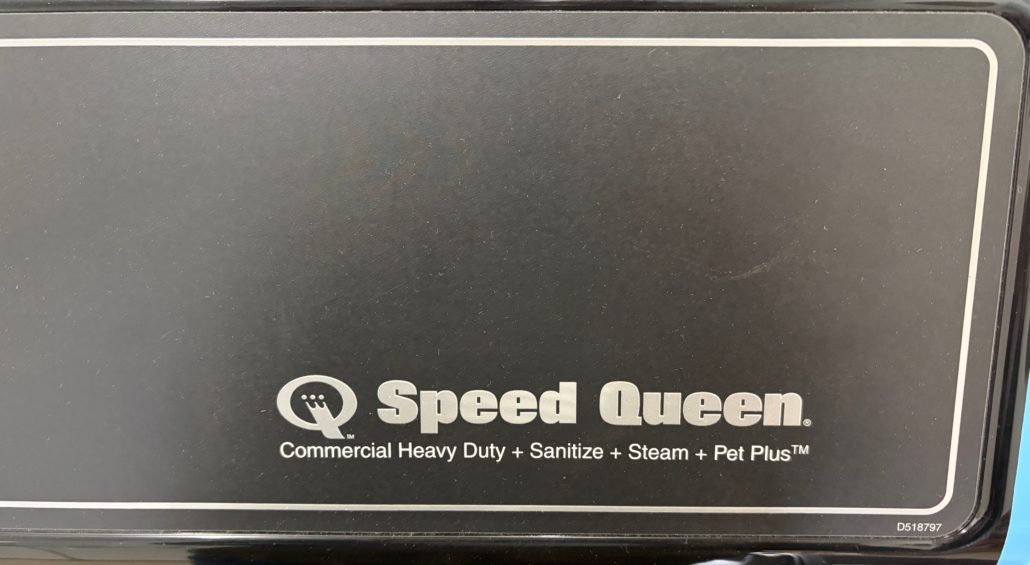 Speed Queen®
Commercial Heavy Duty + Sanitize + Steam + Pet Plus™
D518797